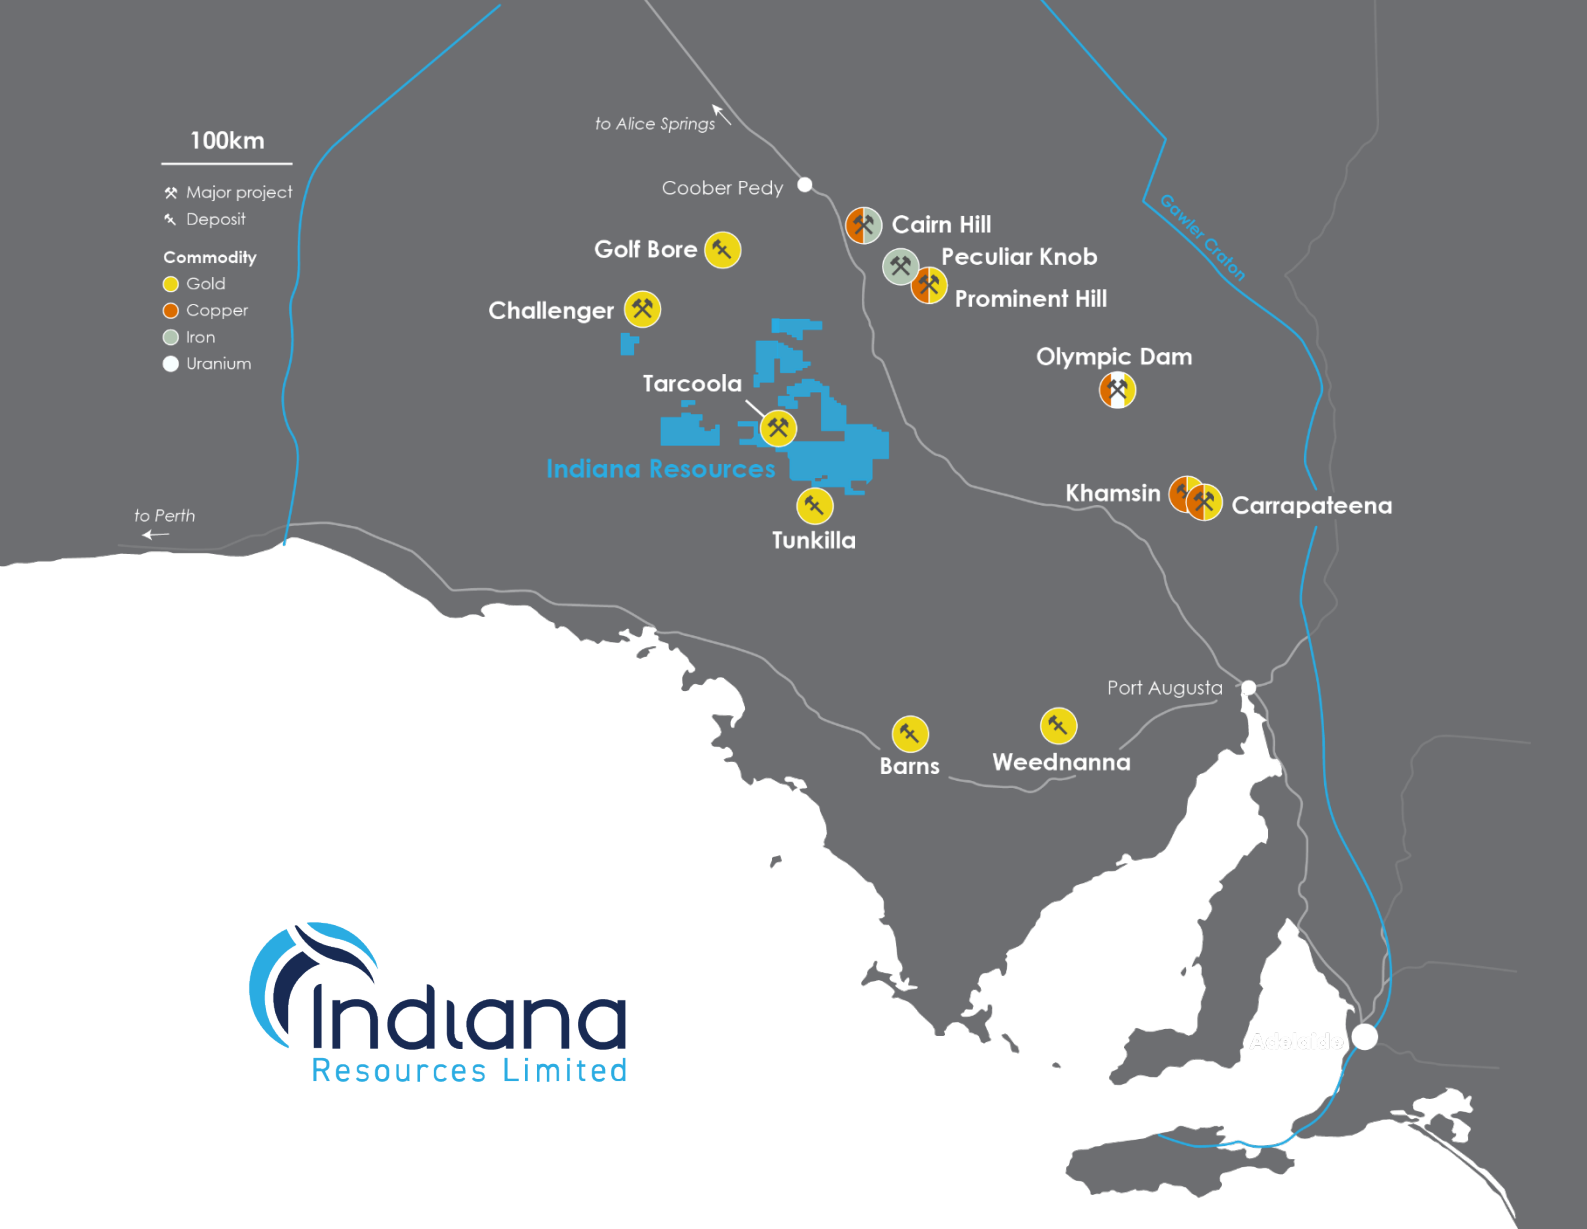 100km
Major project
Deposit
Commodity
Gold
Copper
Iron
Uranium
to Alice Springs
Coober Pedy
Cairn Hill
Golf Bore
Peculiar Knob
Prominent Hill
Gawler Craton
Challenger
Olympic Dam
Tarcoola
Indiana Resources
Khamsin
Carrapateena
to Perth
Tunkilla
Port Augusta
Barns
Weednanna
Adelaide
Indiana
Resources Limited